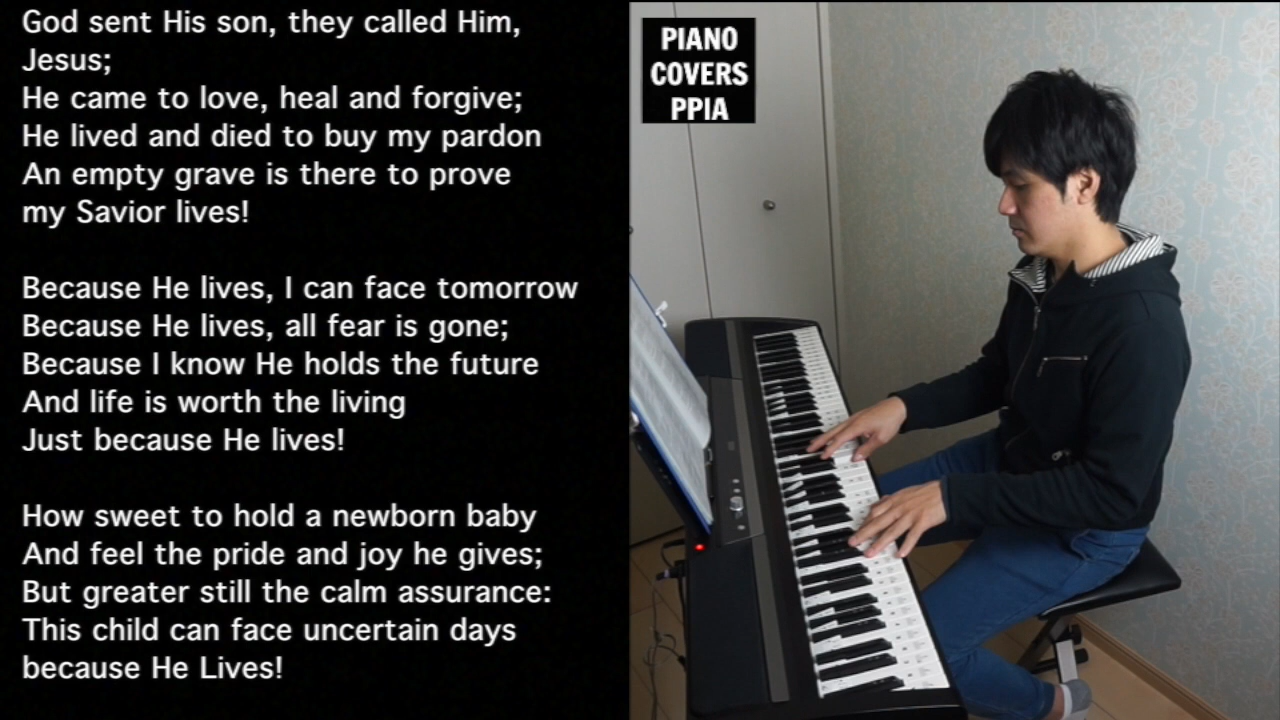 God sent His son, they called Him,
Jesus;
He came to love, heal and forgive;
He lived and died to buy my pardon
An empty grave is there to prove
my Savior lives!
Because He lives, I can face tomorrow
Because He lives, all fear is gone;
Because I know He holds the future
And life is worth the living
Just because He lives!
How sweet to hold a newborn baby
And feel the pride and joy he gives;
But greater still the calm assurance:
This child can face uncertain days
because He Lives!
PIANO
COVERS
PPIA